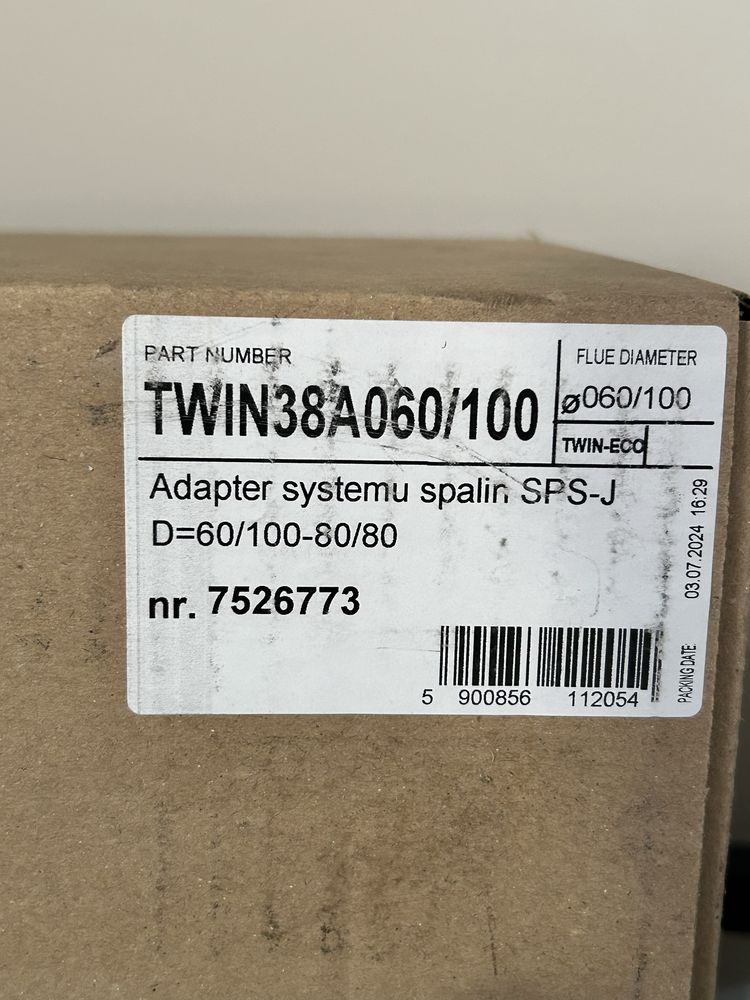 PART NUMBER
TWIN38A060/100
FLUE DIAMETER
ø060/100
TWIN-ECO
Adapter systemu spalin SPS-J
D=60/100-80/80
nr. 7526773
5 900856 112054
PACKING DATE 03.07.2024 16:29